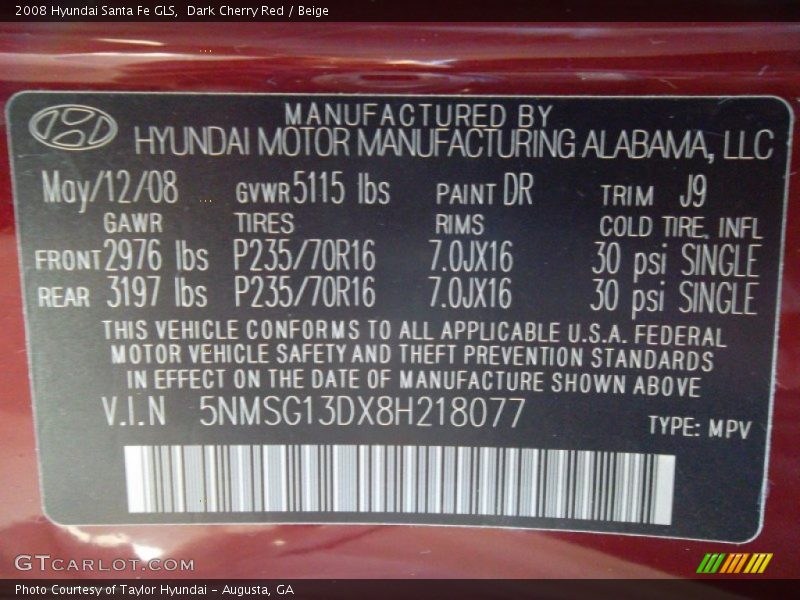 2008 Hyundai Santa Fe GLS,  Dark Cherry Red / Beige
MANUFACTURED BY
HYUNDAI MOTOR MANUFACTURING ALABAMA, LLC
May/12/08 GVWR 5115 lbs PAINT DR TRIM J9
GAWR TIRES RIMS COLD TIRE. INFL
FRONT 2976 lbs P235/70R16 7.0JX16 30 psi SINGLE
REAR 3197 lbs P235/70R16 7.0JX16 30 psi SINGLE
THIS VEHICLE CONFORMS TO ALL APPLICABLE U.S.A. FEDERAL
MOTOR VEHICLE SAFETY AND THEFT PREVENTION STANDARDS
IN EFFECT ON THE DATE OF MANUFACTURE SHOWN ABOVE
V.I.N 5NMSG13DX8H218077 TYPE: MPV
GTCARLOT.COM
Photo Courtesy of Taylor Hyundai - Augusta, GA